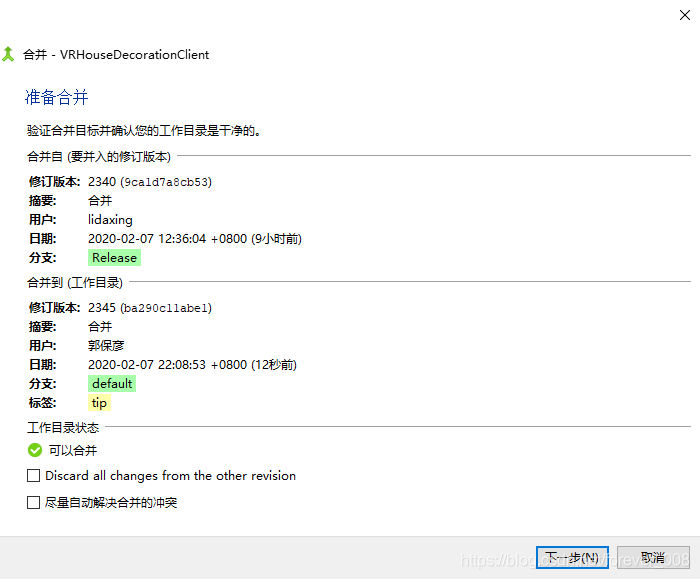 合并 - VRHouseDecorationClient
准备合并
验证合并目标并确认您的工作目录是干净的。
合并自 (要并入的修订版本)
修订版本: 2340 (9ca1d7a8cb53)
摘要: 合并
用户: lidaxing
日期: 2020-02-07 12:36:04 +0800 (9小时前)
分支: Release
合并到 (工作目录)
修订版本: 2345 (ba290c11abe1)
摘要: 合并
用户: 郭保彦
日期: 2020-02-07 22:08:53 +0800 (12秒前)
分支: default
标签: tip
工作目录状态
可以合并
Discard all changes from the other revision
尽量自动解决合并的冲突
下一步(N) 取消